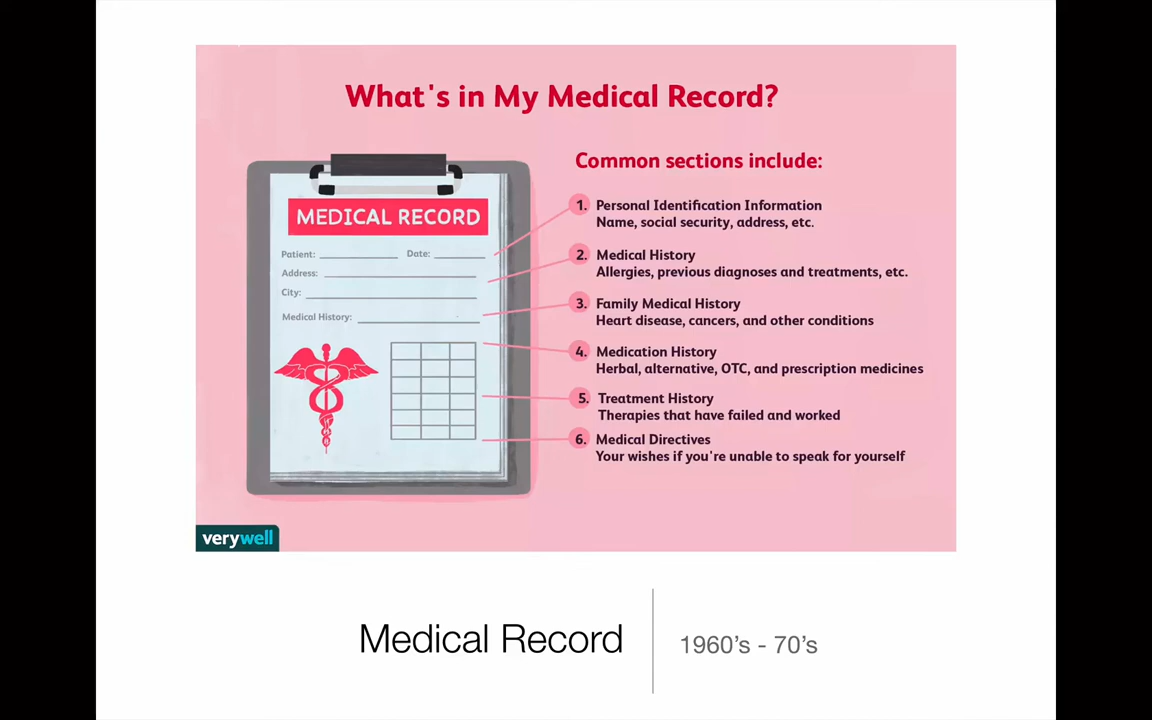 What's in My Medical Record?
MEDICAL RECORD
Patient: Date:
Address:
City:
Medical History:
Common sections include:
1. Personal Identification Information
Name, social security, address, etc.
2. Medical History
Allergies, previous diagnoses and treatments, etc.
3. Family Medical History
Heart disease, cancers, and other conditions
4. Medication History
Herbal, alternative, OTC, and prescription medicines
5. Treatment History
Therapies that have failed and worked
6. Medical Directives
Your wishes if you're unable to speak for yourself
verywell
Medical Record
1960's - 70's